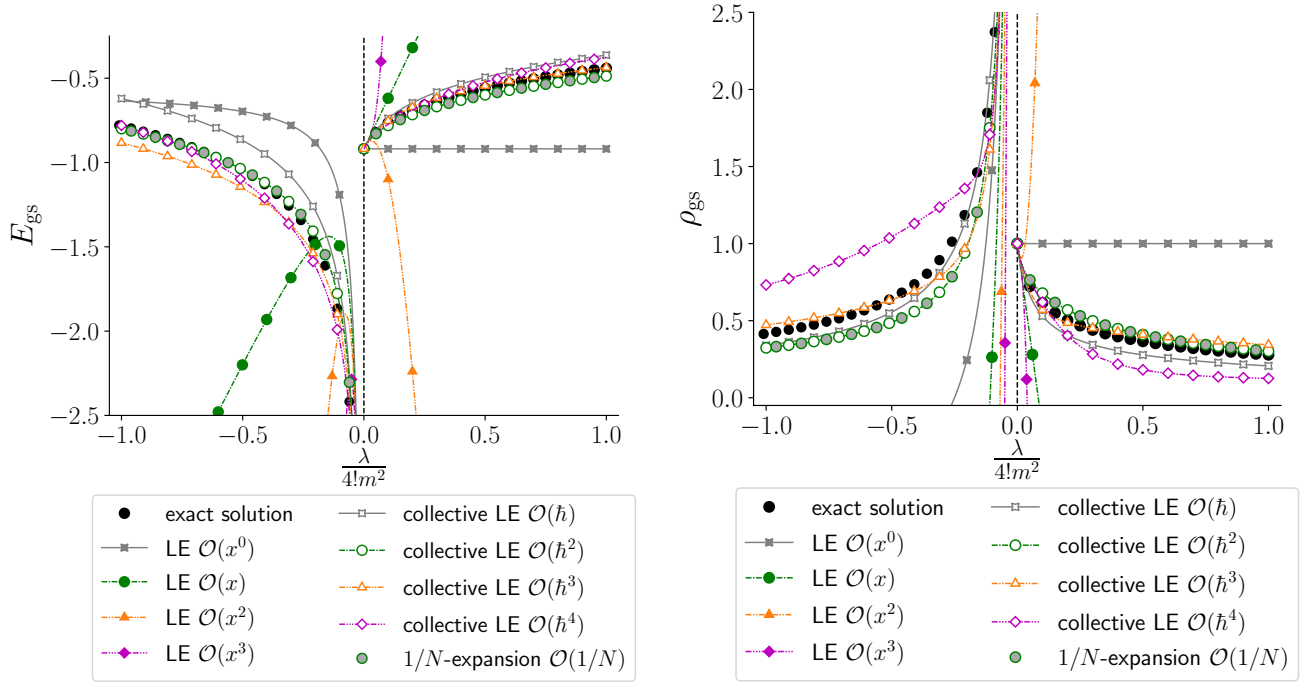 −0.5
−1.0
−1.5
−2.0
−2.5
E_gs
−1.0 −0.5 0.0 0.5 1.0
λ
4!m²
exact solution
LE 𝒪(x⁰)
LE 𝒪(x)
LE 𝒪(x²)
LE 𝒪(x³)
collective LE 𝒪(ħ)
collective LE 𝒪(ħ²)
collective LE 𝒪(ħ³)
collective LE 𝒪(ħ⁴)
1/N-expansion 𝒪(1/N)
2.5
2.0
1.5
1.0
0.5
0.0
ρ_gs
−1.0 −0.5 0.0 0.5 1.0
λ
4!m²
exact solution
LE 𝒪(x⁰)
LE 𝒪(x)
LE 𝒪(x²)
LE 𝒪(x³)
collective LE 𝒪(ħ)
collective LE 𝒪(ħ²)
collective LE 𝒪(ħ³)
collective LE 𝒪(ħ⁴)
1/N-expansion 𝒪(1/N)